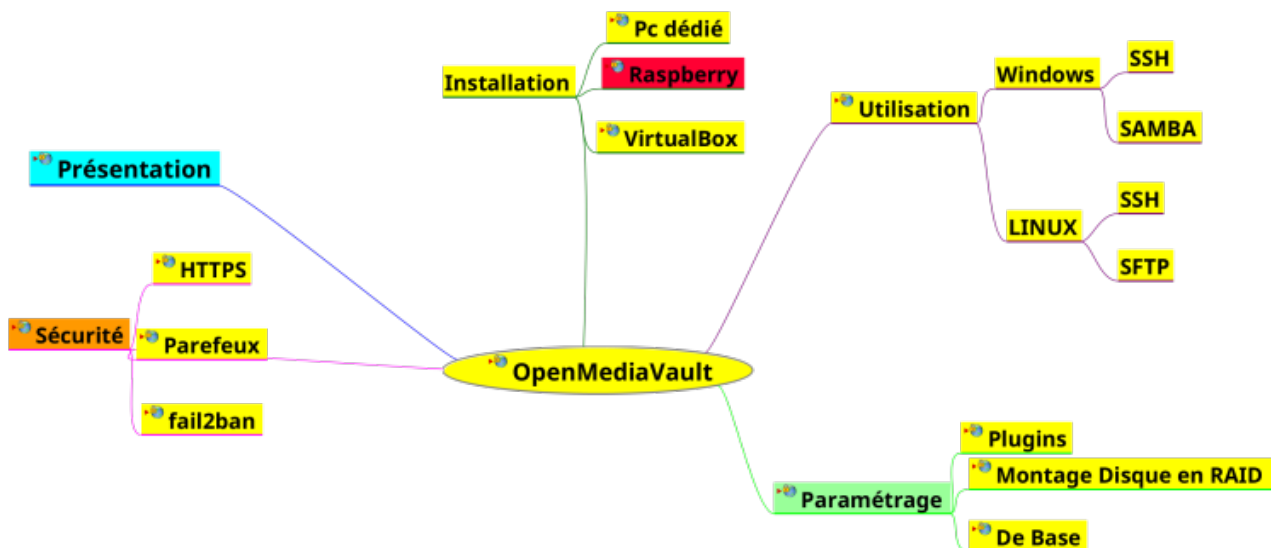 Pc dédié
Installation
Raspberry
VirtualBox
Utilisation
Windows
SSH
SAMBA
LINUX
SSH
SFTP
Présentation
HTTPS
Sécurité
Parefeux
fail2ban
OpenMediaVault
Plugins
Montage Disque en RAID
Paramétrage
De Base